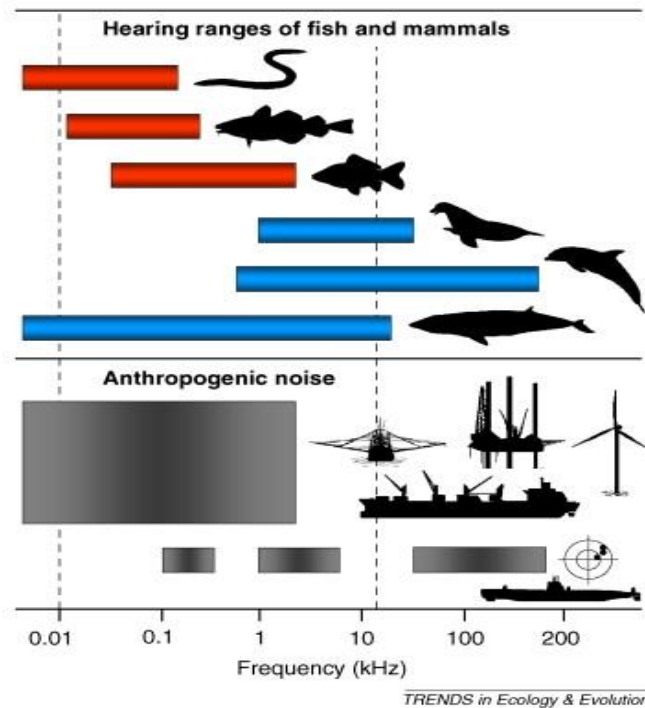 Hearing ranges of fish and mammals
Anthropogenic noise
0.01 0.1 1 10 100 200
Frequency (kHz)
TRENDS in Ecology & Evolution